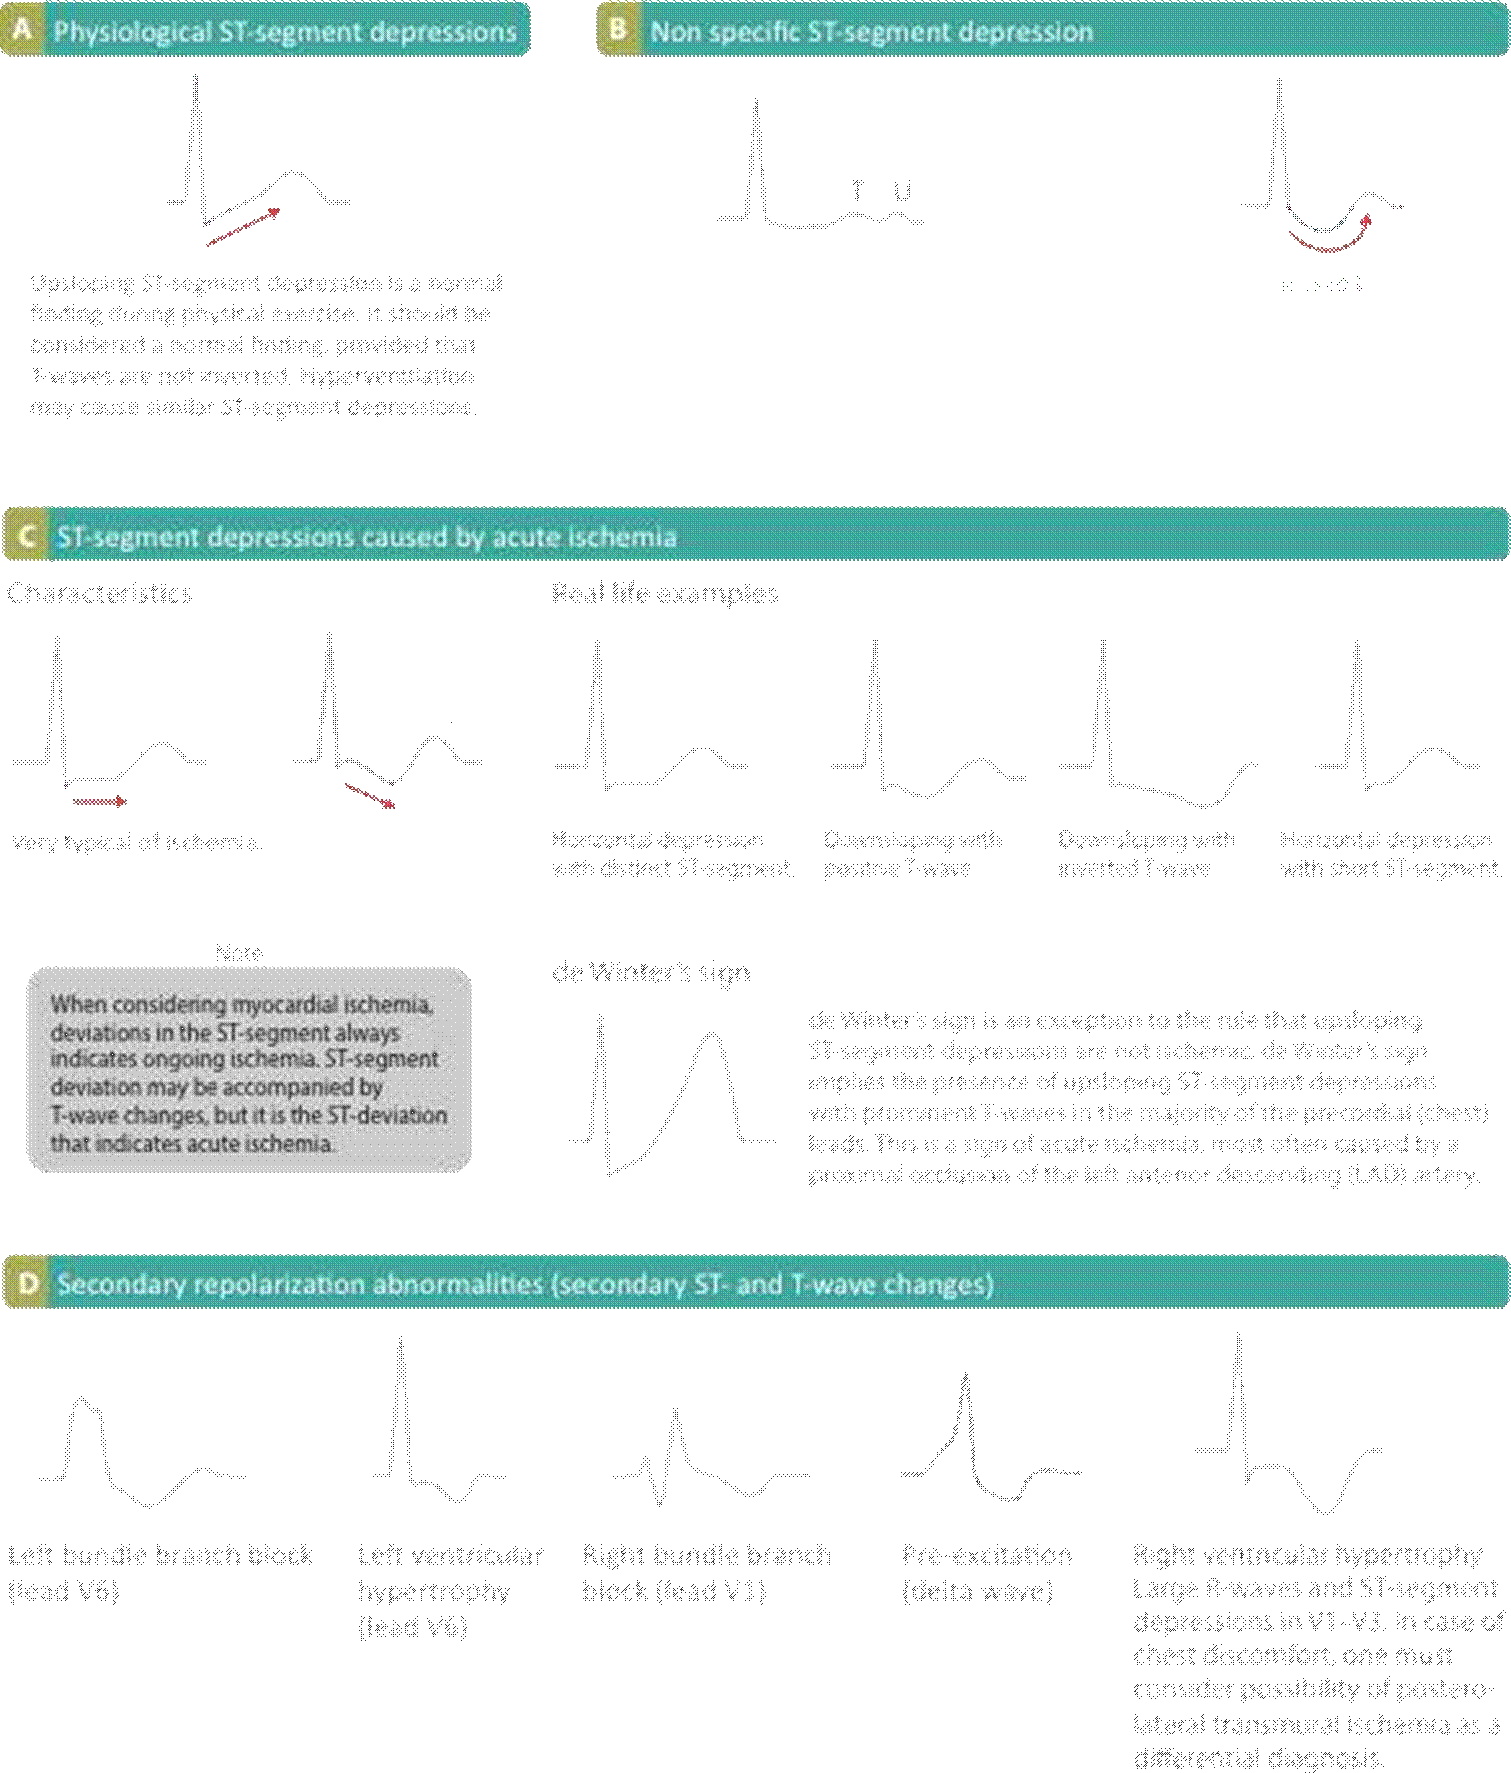 A Physiological ST-segment depressions
B Non specific ST-segment depression
T U
Upsloping ST-segment depression is a normal
finding during physical exercise. It should be
considered a normal finding, provided that
T-waves are not inverted. Hyperventilation
may cause similar ST-segment depressions.
C ST-segment depressions caused by acute ischemia
Characteristics
Real life examples
Very typical of ischemia.
Horizontal depression
with distinct ST-segment.
Downsloping with
positive T-wave
Downsloping with
inverted T-wave
Horizontal depression
with short ST-segment.
Note
When considering myocardial ischemia,
deviations in the ST-segment always
indicates ongoing ischemia. ST-segment
deviation may be accompanied by
T-wave changes, but it is the ST-deviation
that indicates acute ischemia.
de Winter's sign
de Winter's sign is an exception to the rule that upsloping
ST-segment depressions are not ischemic. de Winter's sign
implies the presence of upsloping ST-segment depressions
with prominent T-waves in the majority of the precordial (chest)
leads. This is a sign of acute ischemia, most often caused by a
proximal occlusion of the left anterior descending (LAD) artery.
D Secondary repolarization abnormalities (secondary ST- and T-wave changes)
Left bundle branch block
(lead V6)
Left ventricular
hypertrophy
(lead V6)
Right bundle branch
block (lead V1)
Pre-excitation
(delta wave)
Right ventricular hypertrophy
Large R-waves and ST-segment
depressions in V1-V3. In case of
chest discomfort, one must
consider possibility of postero-
lateral transmural ischemia as a
differential diagnosis.